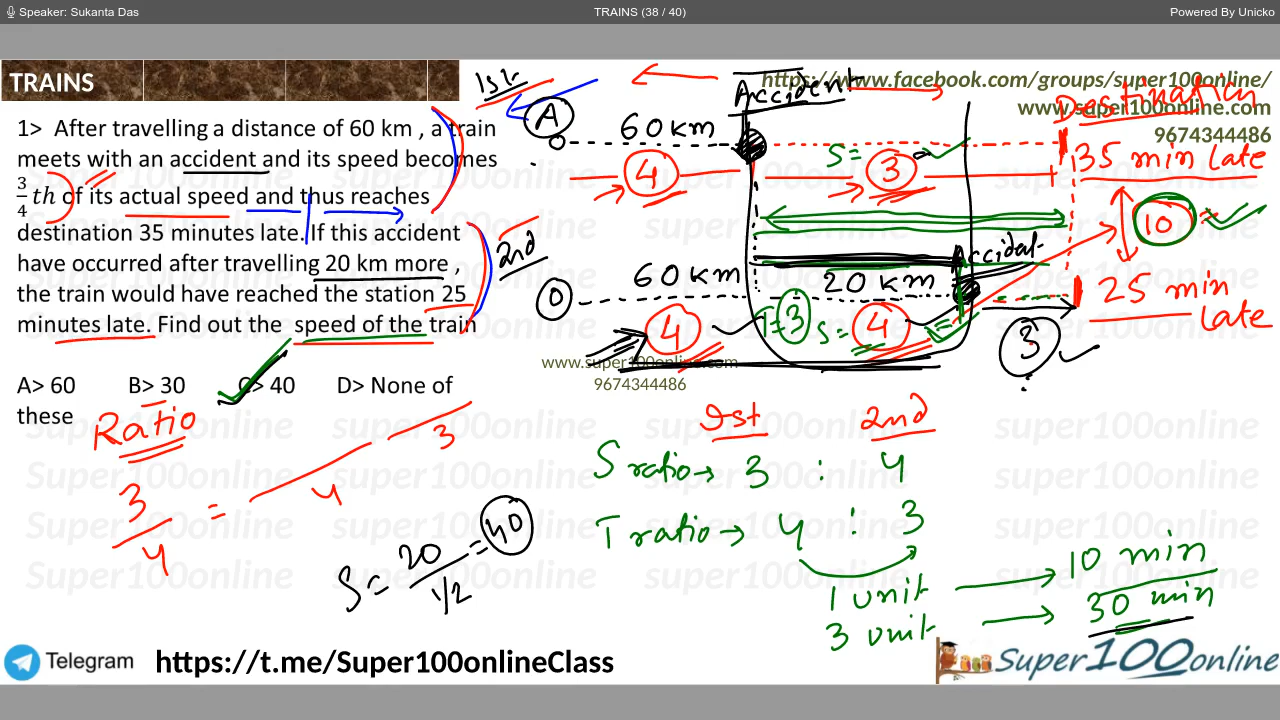 Speaker: Sukanta Das
TRAINS (38 / 40)
Powered By Unicko
TRAINS
https://www.facebook.com/groups/super100online/
www.super100online.com
9674344486
1> After travelling a distance of 60 km , a train
meets with an accident and its speed becomes
3/4 th of its actual speed and thus reaches
destination 35 minutes late. If this accident
have occurred after travelling 20 km more ,
the train would have reached the station 25
minutes late. Find out the speed of the train
A> 60 B> 30 C> 40 D> None of
these
1st
A
60 km
Accident
Destination
4
S = 3
35 min late
10
2nd
60 km
20 km
Accidat
4
T = 3
S = 4
3
25 min
late
www.super100online.com
9674344486
Ratio
3/4 = 4 3
S = 20 / 1/2 = 40
1st 2nd
S ratio → 3 : 4
T ratio → 4 : 3
1 unit → 10 min
3 unit → 30 min
Super100online
Telegram
https://t.me/Super100onlineClass
Super100online